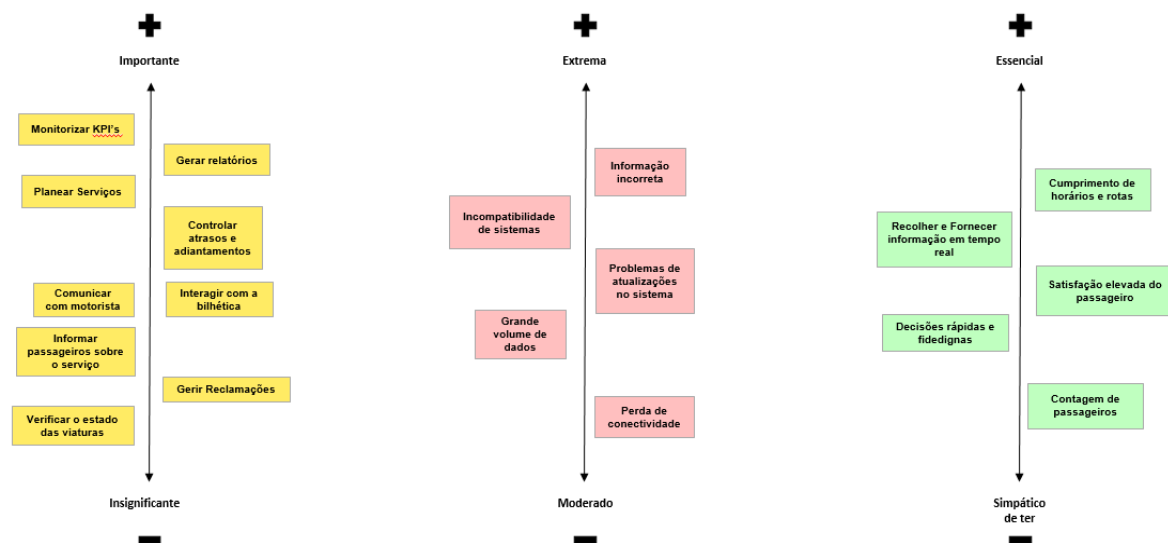 Importante
Monitorizar KPI's
Gerar relatórios
Planear Serviços
Controlar
atrasos e
adiantamentos
Comunicar
com motorista
Interagir com a
bilhética
Informar
passageiros sobre
o serviço
Gerir Reclamações
Verificar o estado
das viaturas
Insignificante
Extrema
Informação
incorreta
Incompatibilidade
de sistemas
Problemas de
atualizações
no sistema
Grande
volume de
dados
Perda de
conectividade
Moderado
Essencial
Cumprimento de
horários e rotas
Recolher e Fornecer
informação em tempo
real
Satisfação elevada do
passageiro
Decisões rápidas e
fidedignas
Contagem de
passageiros
Simpático
de ter